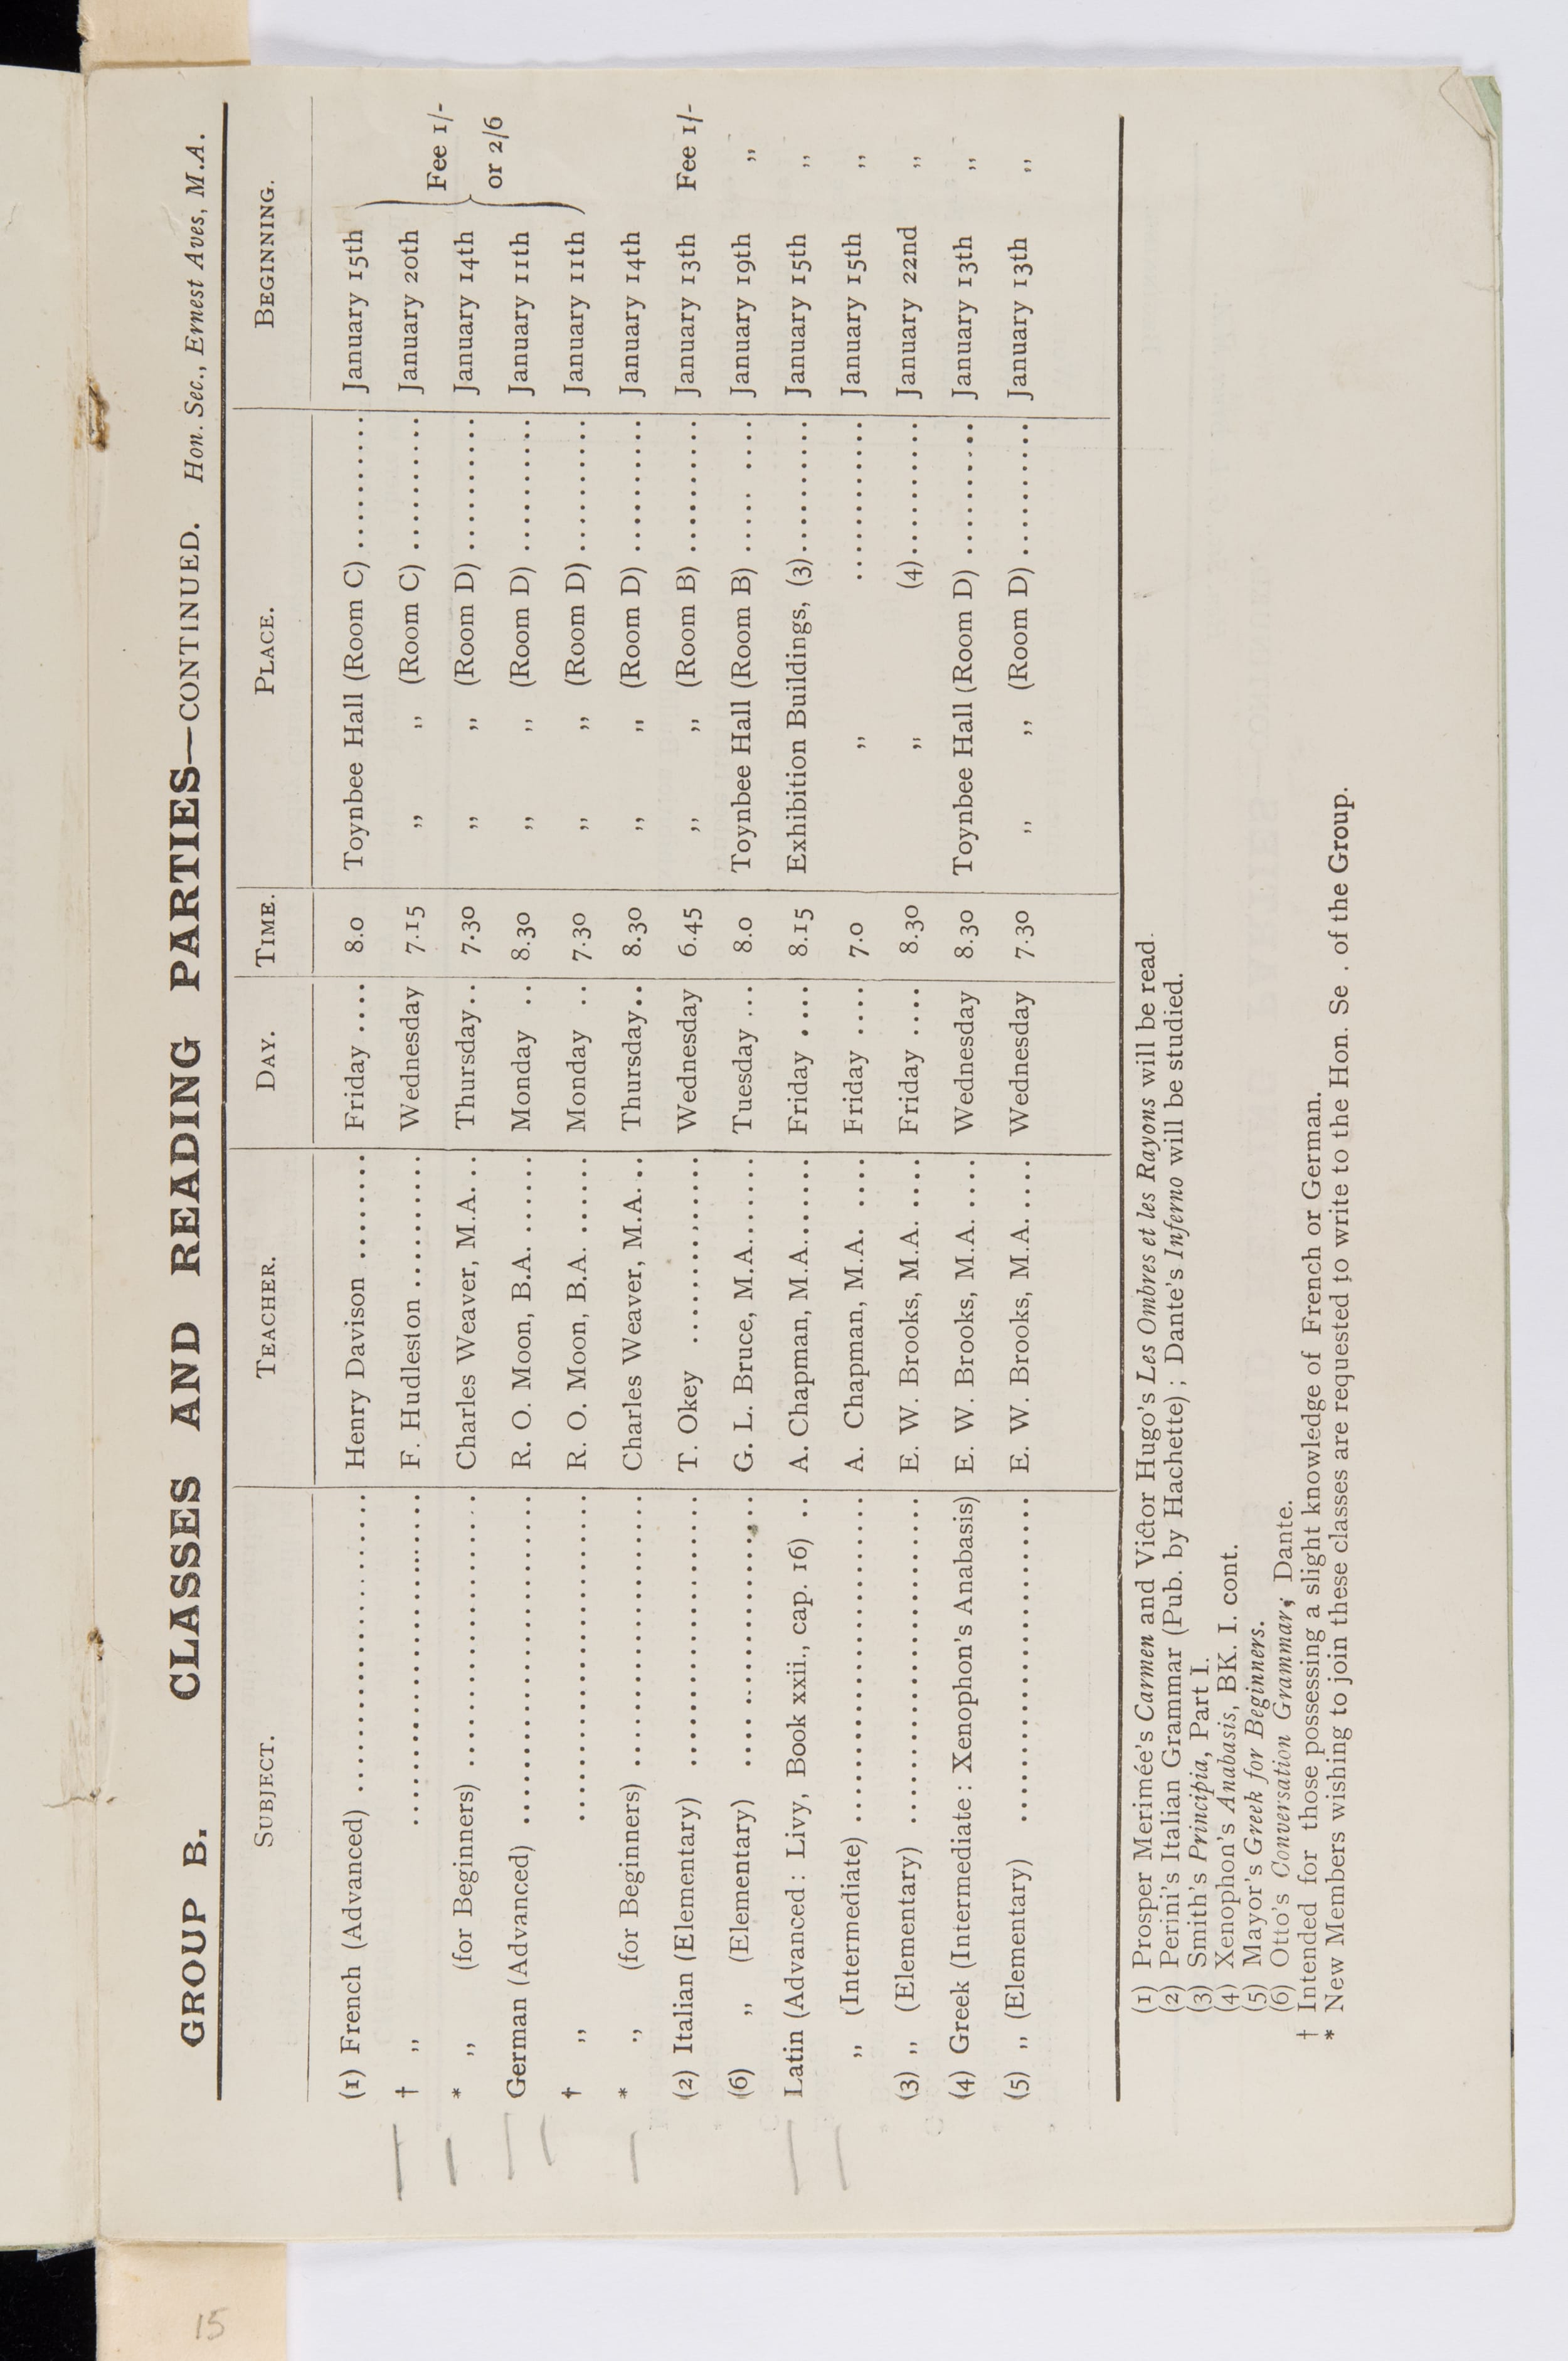 GROUP B. CLASSES AND READING PARTIES—CONTINUED. Hon. Sec., Ernest Aves, M.A.
SUBJECT. TEACHER. DAY. TIME. PLACE. BEGINNING.
(1) French (Advanced) ........ Henry Davison ........ Friday .... 8.0 Toynbee Hall (Room C) .......... January 15th
† ,, ........ F. Hudleston .......... Wednesday 7.15 ,, ,, (Room C) .......... January 20th
* ,, (for Beginners) ........ Charles Weaver, M.A... Thursday.. 7.30 ,, ,, (Room D) .......... January 14th
German (Advanced) ........ R. O. Moon, B.A. ...... Monday .. 8.30 ,, ,, (Room D) .......... January 11th
† ,, ........ R. O. Moon, B.A. ...... Monday .. 7.30 ,, ,, (Room D) .......... January 11th
Fee 1/-
or 2/6
* ,, (for Beginners) ........ Charles Weaver, M.A... Thursday.. 8.30 ,, ,, (Room D) .......... January 14th
(2) Italian (Elementary) ........ T. Okey ............ Wednesday 6.45 ,, ,, (Room B) .......... January 13th Fee 1/-
(6) ,, (Elementary) ........ G. L. Bruce, M.A....... Tuesday ... 8.0 Toynbee Hall (Room B) ..... .... January 19th ,,
Latin (Advanced : Livy, Book xxii., cap. 16) .. A. Chapman, M.A...... Friday .... 8.15 Exhibition Buildings, (3).......... January 15th ,,
,, (Intermediate) ........ A. Chapman, M.A. .... Friday .... 7.0 ,, ............ January 15th ,,
(3) ,, (Elementary) ........ E. W. Brooks, M.A. .... Friday .... 8.30 ,, (4).......... January 22nd ,,
(4) Greek (Intermediate : Xenophon's Anabasis) E. W. Brooks, M.A. .... Wednesday 8.30 Toynbee Hall (Room D) .......... January 13th ,,
(5) ,, (Elementary) ........ E. W. Brooks, M.A. .... Wednesday 7.30 ,, ,, (Room D) .......... January 13th ,,
(1) Prosper Merimée's Carmen and Victor Hugo's Les Ombres et les Rayons will be read.
(2) Perini's Italian Grammar (Pub. by Hachette) ; Dante's Inferno will be studied.
(3) Smith's Principia, Part I.
(4) Xenophon's Anabasis, BK. I. cont.
(5) Mayor's Greek for Beginners.
(6) Otto's Conversation Grammar; Dante.
† Intended for those possessing a slight knowledge of French or German.
* New Members wishing to join these classes are requested to write to the Hon. Se . of the Group.
15